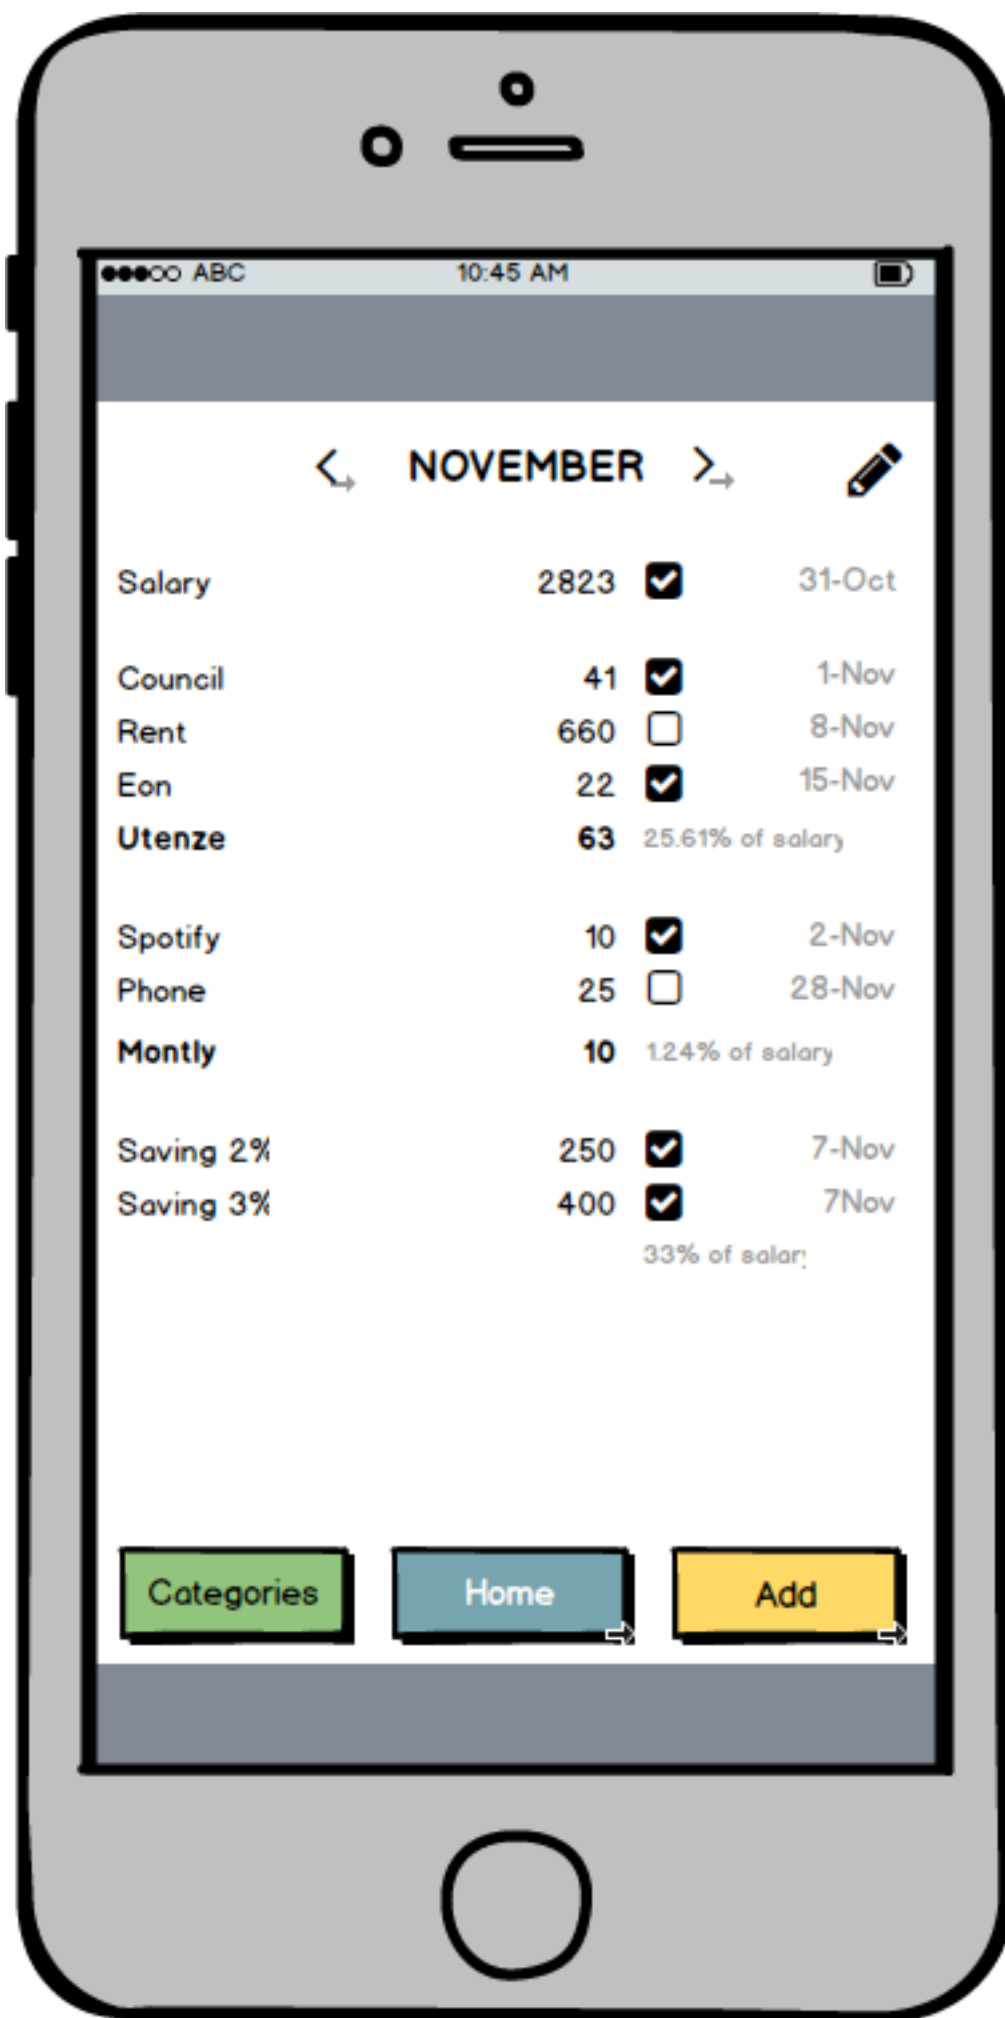 ABC 10:45 AM
NOVEMBER
Salary 2823 31-Oct
Council 41 1-Nov
Rent 660 8-Nov
Eon 22 15-Nov
Utenze 63 25.61% of salary
Spotify 10 2-Nov
Phone 25 28-Nov
Montly 10 1.24% of salary
Saving 2% 250 7-Nov
Saving 3% 400 7Nov
33% of salary
Categories Home Add